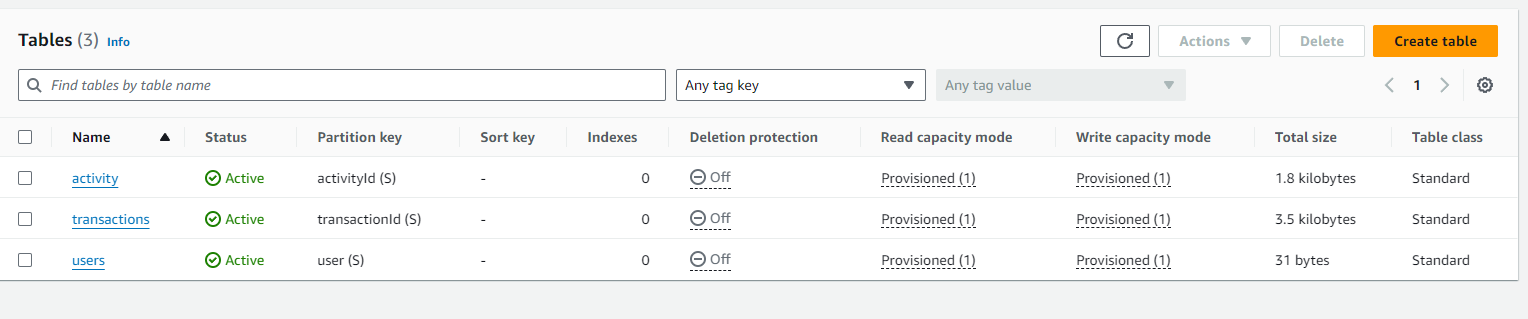 Tables (3) Info
Actions Delete Create table
Find tables by table name Any tag key Any tag value 1
Name Status Partition key Sort key Indexes Deletion protection Read capacity mode Write capacity mode Total size Table class
activity Active activityId (S) - 0 Off Provisioned (1) Provisioned (1) 1.8 kilobytes Standard
transactions Active transactionId (S) - 0 Off Provisioned (1) Provisioned (1) 3.5 kilobytes Standard
users Active user (S) - 0 Off Provisioned (1) Provisioned (1) 31 bytes Standard